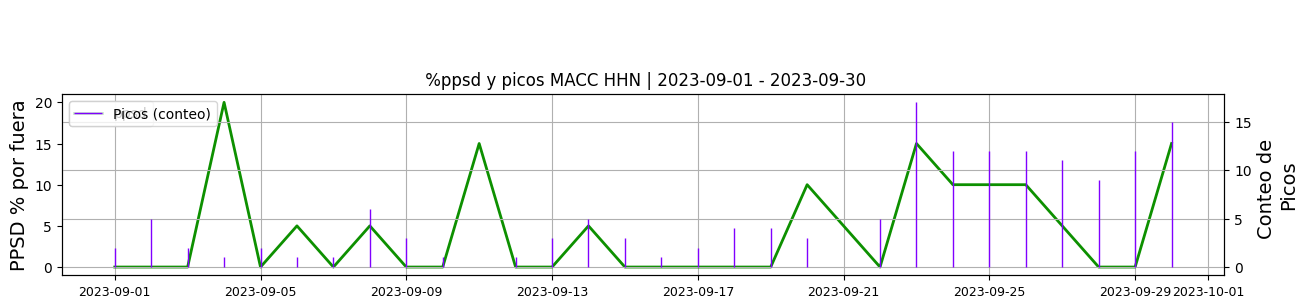 %ppsd y picos MACC HHN | 2023-09-01 - 2023-09-30
PPSD % por fuera
20
15
10
5
0
Picos (conteo)
15
10
5
0
Conteo de
Picos
2023-09-01 2023-09-05 2023-09-09 2023-09-13 2023-09-17 2023-09-21 2023-09-25 2023-09-29 2023-10-01